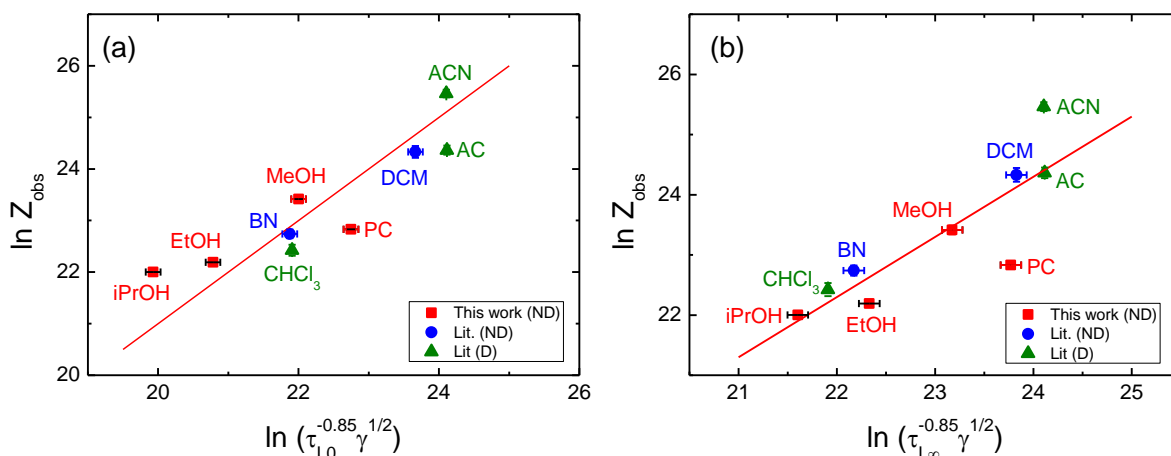 (a)
ln Z_obs
26
24
22
20
ACN
AC
DCM
MeOH
PC
BN
EtOH
CHCl₃
iPrOH
This work (ND)
Lit. (ND)
Lit (D)
20 22 24 26
ln (τ_L0^-0.85 γ^1/2)
(b)
ln Z_obs
26
24
22
ACN
DCM
AC
MeOH
PC
BN
CHCl₃
EtOH
iPrOH
This work (ND)
Lit. (ND)
Lit (D)
21 22 23 24 25
ln (τ_L∞^-0.85 γ^1/2)